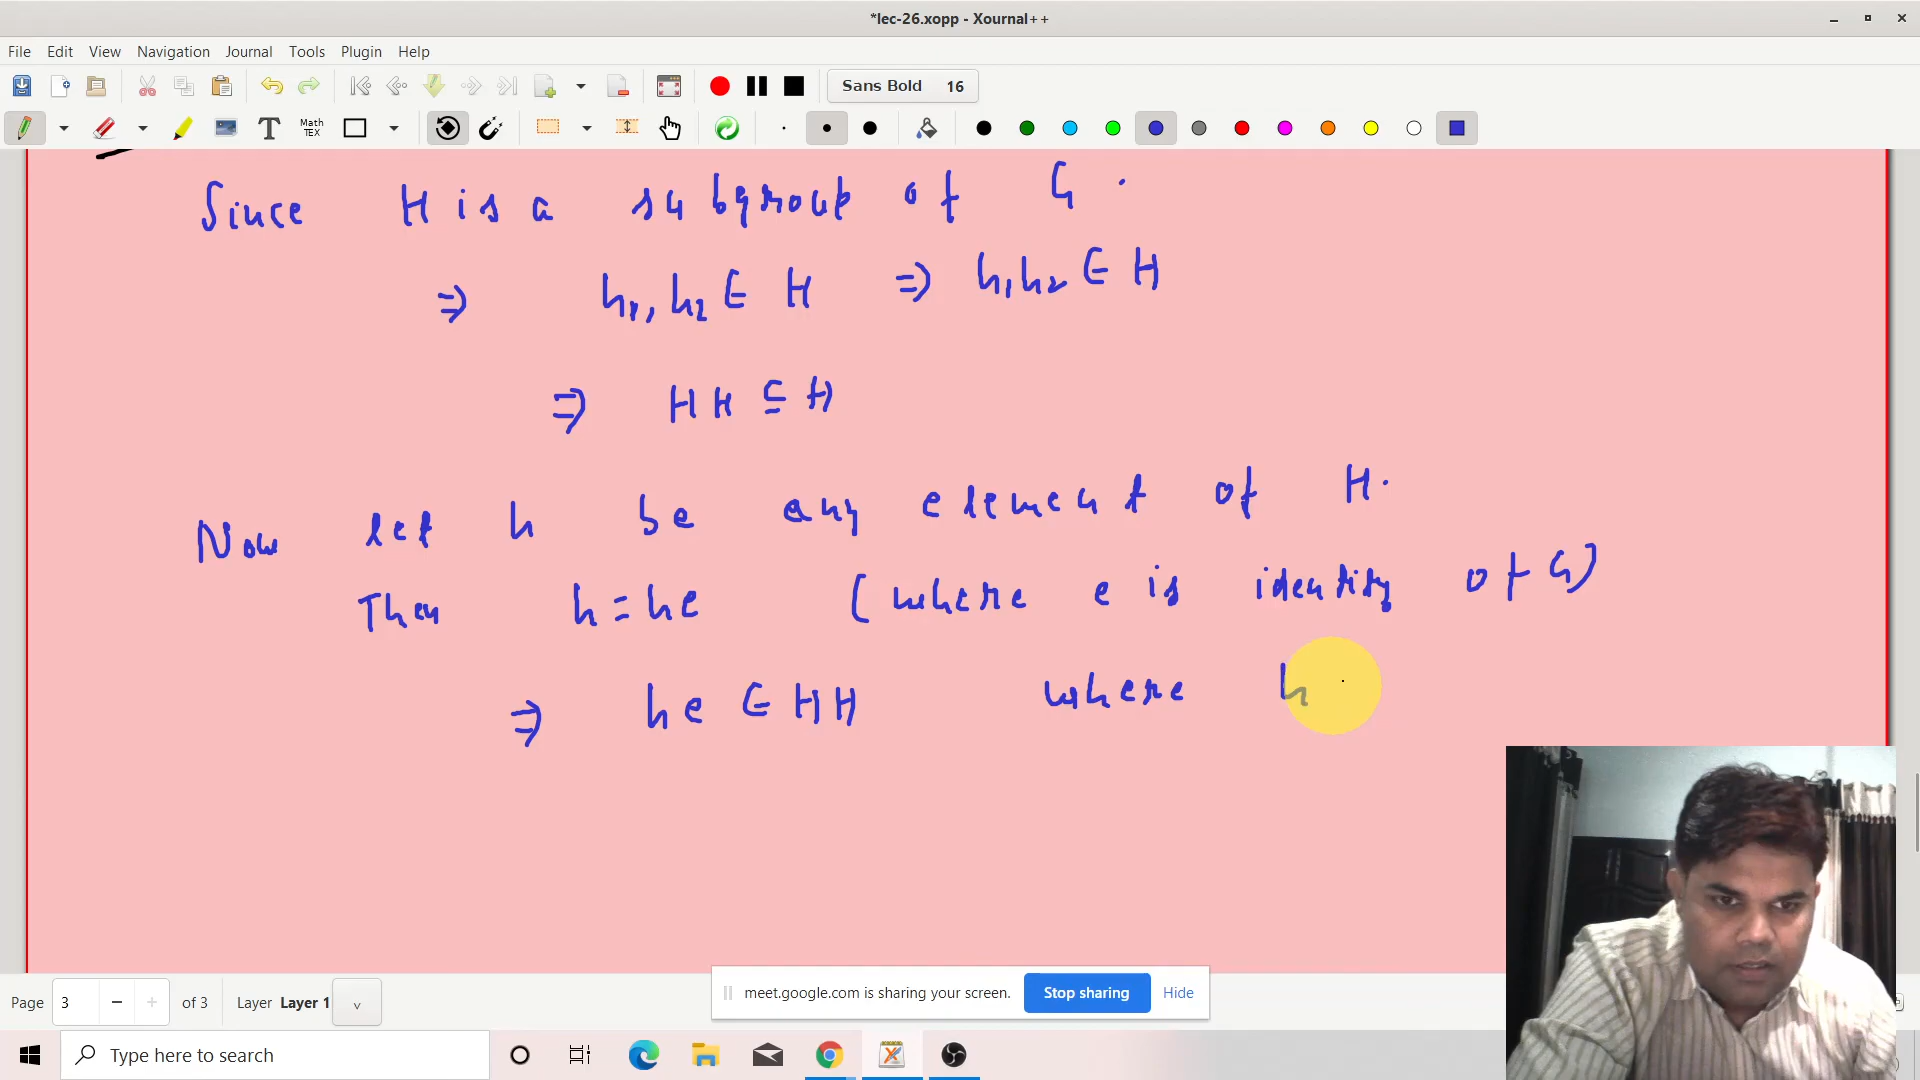 *lec-26.xopp - Xournal++
File Edit View Navigation Journal Tools Plugin Help
Sans Bold 16
Math
TEX
Since H is a subgroup of G.
⇒ h₁, h₂ ∈ H ⇒ h₁h₂ ∈ H
⇒ HH ⊆ H
Now let h be any element of H.
Then h = he (where e is identity of G)
⇒ he ∈ HH where h
Page 3 of 3 Layer Layer 1
meet.google.com is sharing your screen. Stop sharing Hide
Type here to search